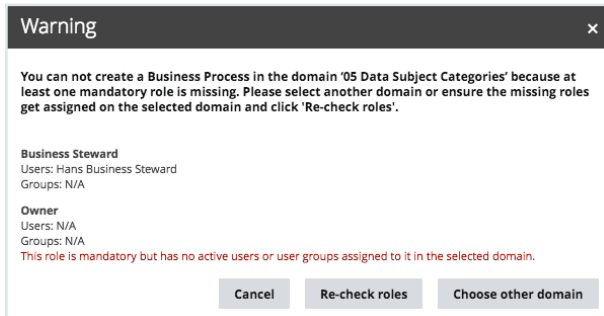 Warning ×
You can not create a Business Process in the domain ‘05 Data Subject Categories’ because at
least one mandatory role is missing. Please select another domain or ensure the missing roles
get assigned on the selected domain and click 'Re-check roles'.
Business Steward
Users: Hans Business Steward
Groups: N/A
Owner
Users: N/A
Groups: N/A
This role is mandatory but has no active users or user groups assigned to it in the selected domain.
Cancel Re-check roles Choose other domain